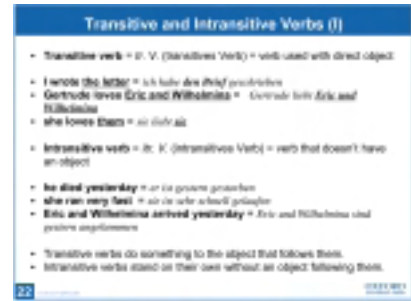 Transitive and Intransitive Verbs (I)
• Transitive verb = tr. V. (transitives Verb) = verb used with direct object
• I wrote the letter = ich habe den Brief geschrieben
• Gertrude loves Eric and Wilhelmina = Gertrude liebt Eric und
Wilhelmina
• she loves them = sie liebt sie
• Intransitive verb = itr. V. (intransitives Verb) = verb that doesn't have
an object
• he died yesterday = er ist gestern gestorben
• she ran very fast = sie ist sehr schnell gelaufen
• Eric and Wilhelmina arrived yesterday = Eric und Wilhelmina sind
gestern angekommen
• Transitive verbs do something to the object that follows them.
• Intransitive verbs stand on their own without an object following them.
22
OXFORD